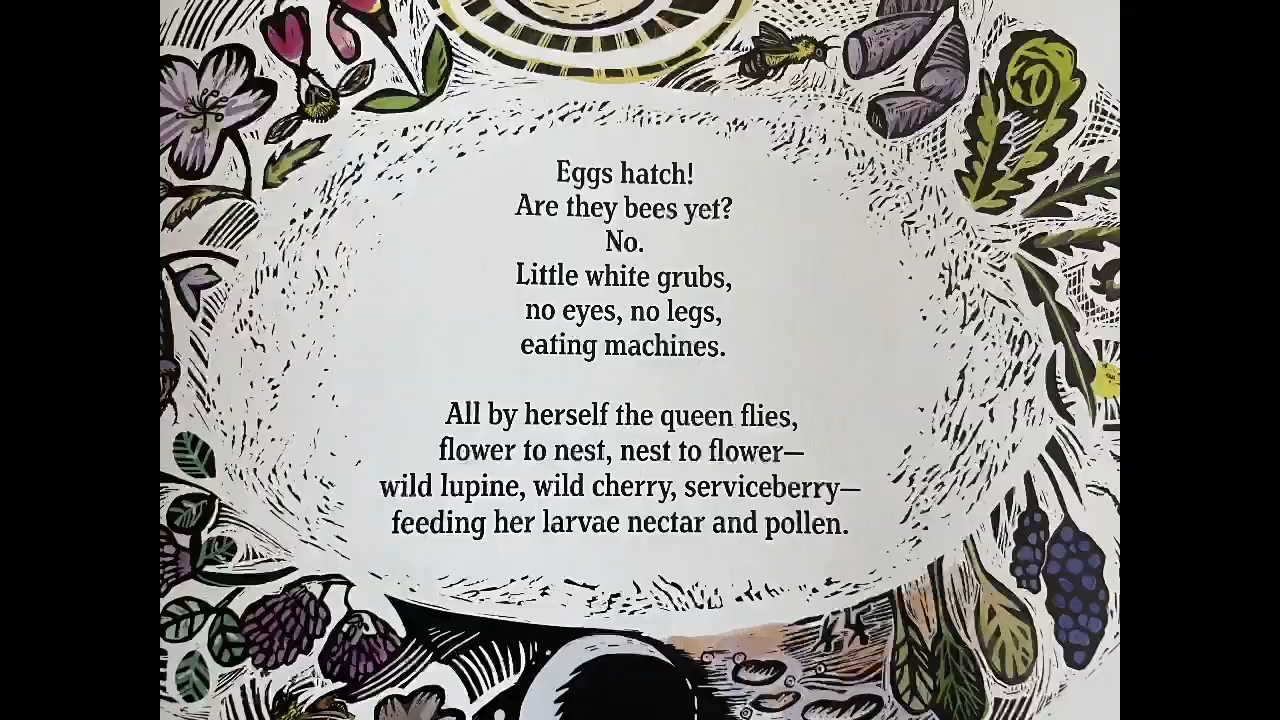 Eggs hatch!
Are they bees yet?
No.
Little white grubs,
no eyes, no legs,
eating machines.
All by herself the queen flies,
flower to nest, nest to flower—
wild lupine, wild cherry, serviceberry—
feeding her larvae nectar and pollen.